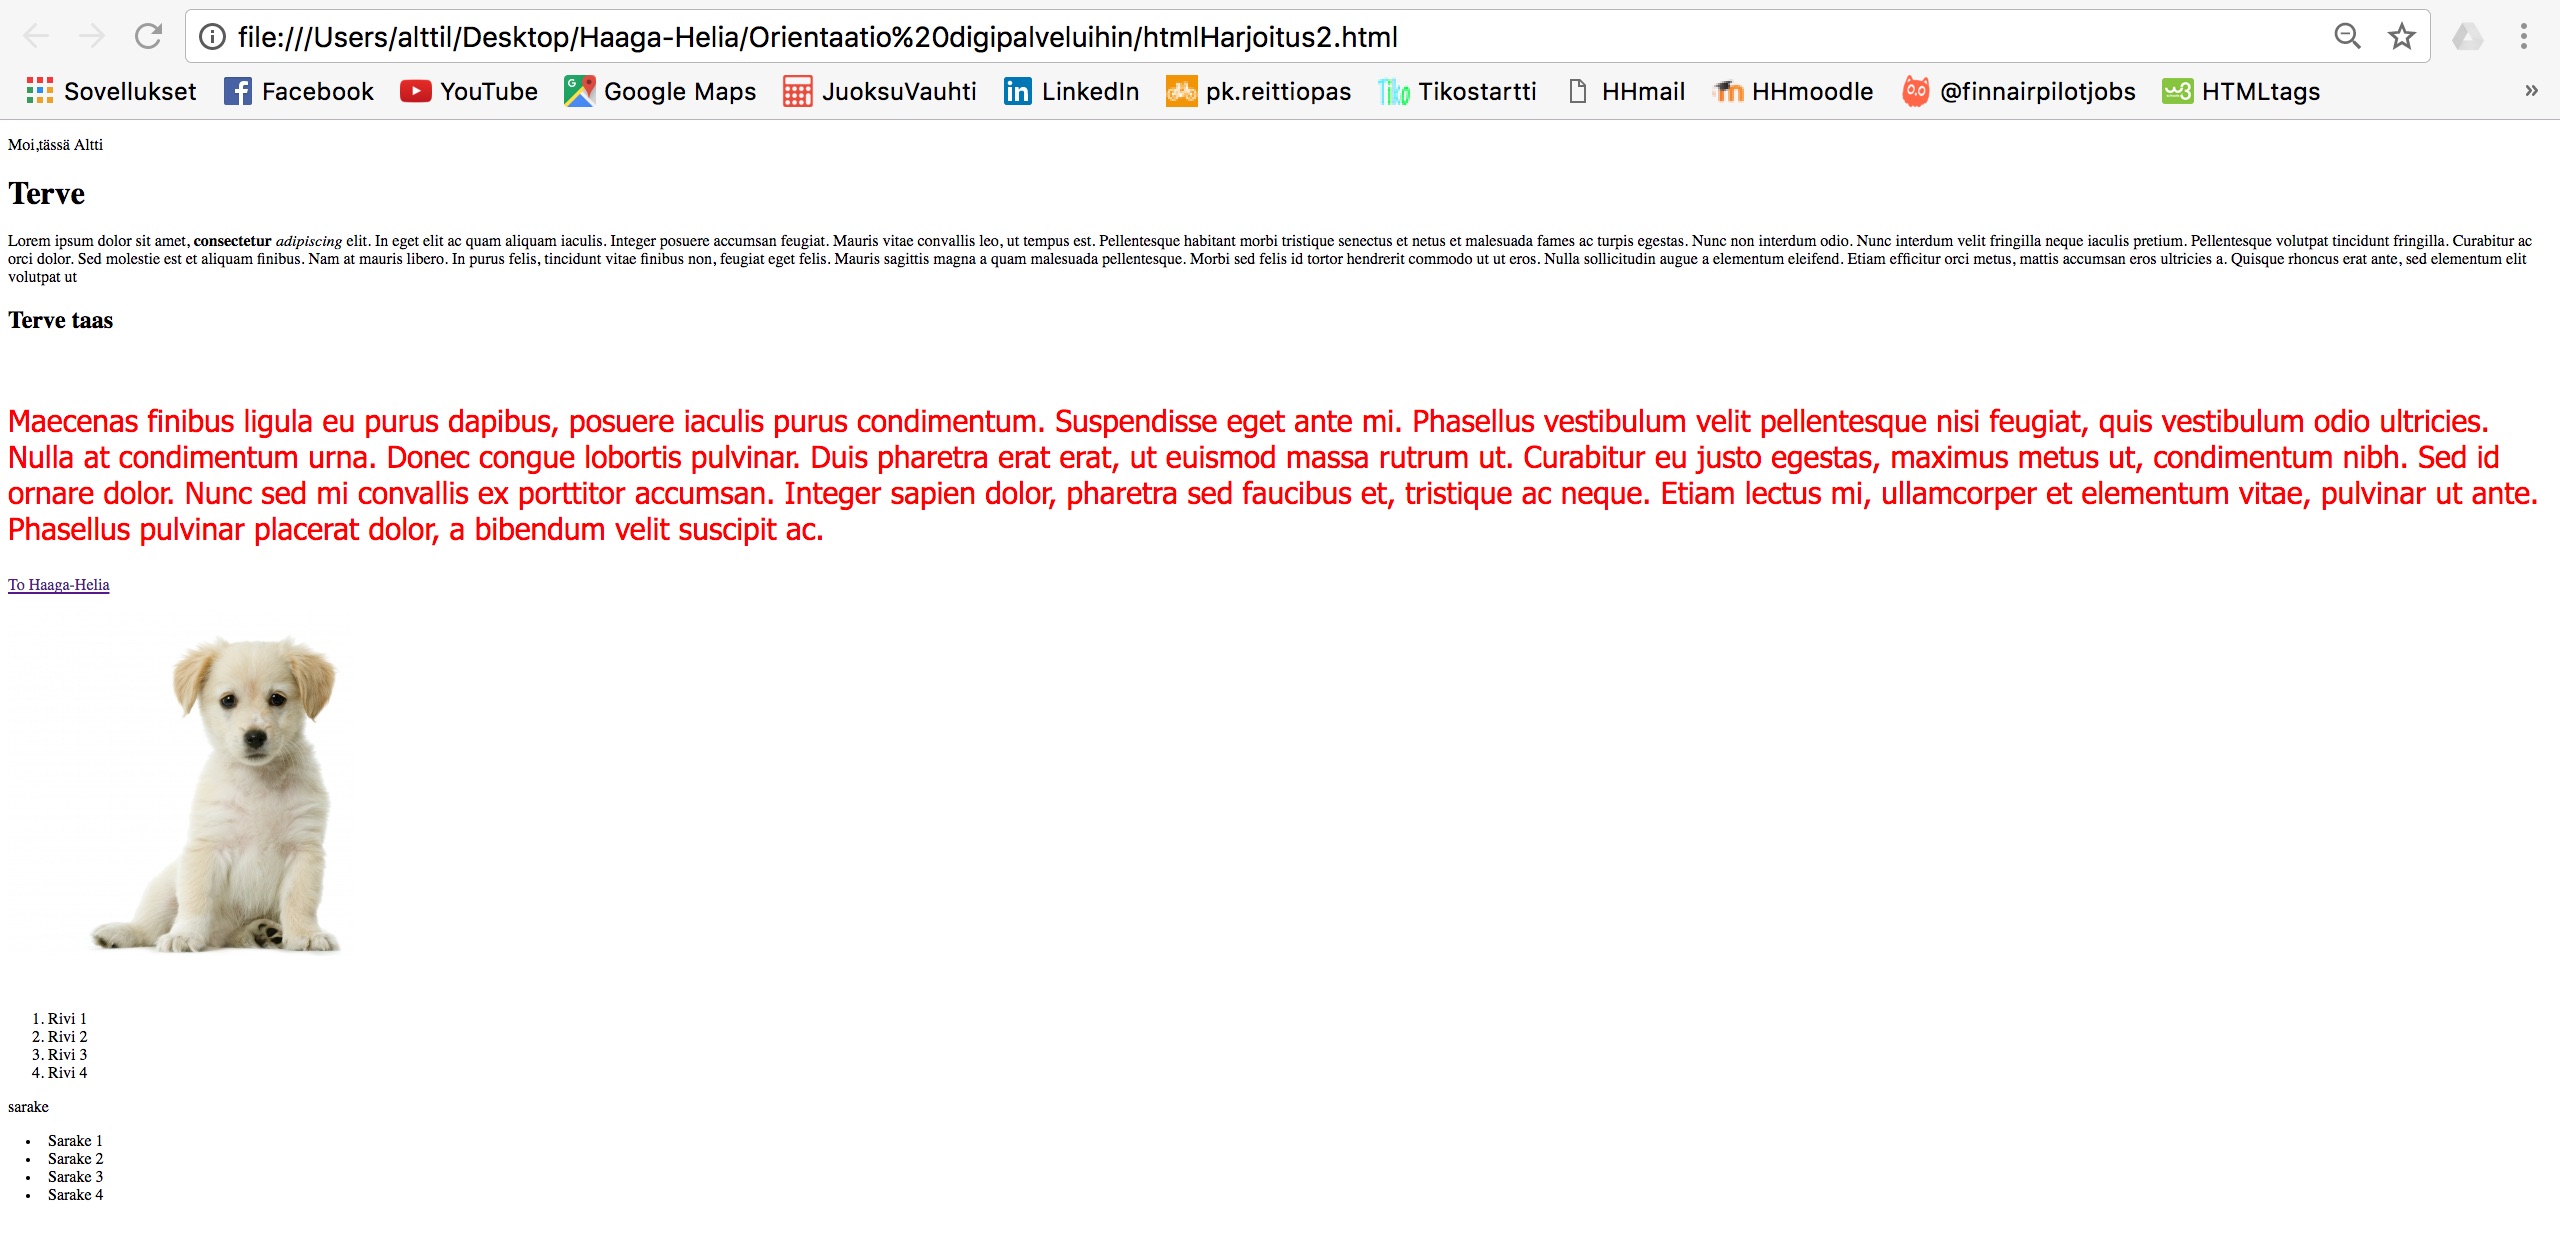 file:///Users/alttil/Desktop/Haaga-Helia/Orientaatio%20digipalveluihin/htmlHarjoitus2.html
Sovellukset Facebook YouTube Google Maps JuoksuVauhti LinkedIn pk.reittiopas Tiko Tikostartti HHmail HHmoodle @finnairpilotjobs w3 HTMLtags »
Moi,tässä Altti
Terve
Lorem ipsum dolor sit amet, consectetur adipiscing elit. In eget elit ac quam aliquam iaculis. Integer posuere accumsan feugiat. Mauris vitae convallis leo, ut tempus est. Pellentesque habitant morbi tristique senectus et netus et malesuada fames ac turpis egestas. Nunc non interdum odio. Nunc interdum velit fringilla neque iaculis pretium. Pellentesque volutpat tincidunt fringilla. Curabitur ac
orci dolor. Sed molestie est et aliquam finibus. Nam at mauris libero. In purus felis, tincidunt vitae finibus non, feugiat eget felis. Mauris sagittis magna a quam malesuada pellentesque. Morbi sed felis id tortor hendrerit commodo ut ut eros. Nulla sollicitudin augue a elementum eleifend. Etiam efficitur orci metus, mattis accumsan eros ultricies a. Quisque rhoncus erat ante, sed elementum elit
volutpat ut
Terve taas
Maecenas finibus ligula eu purus dapibus, posuere iaculis purus condimentum. Suspendisse eget ante mi. Phasellus vestibulum velit pellentesque nisi feugiat, quis vestibulum odio ultricies.
Nulla at condimentum urna. Donec congue lobortis pulvinar. Duis pharetra erat erat, ut euismod massa rutrum ut. Curabitur eu justo egestas, maximus metus ut, condimentum nibh. Sed id
ornare dolor. Nunc sed mi convallis ex porttitor accumsan. Integer sapien dolor, pharetra sed faucibus et, tristique ac neque. Etiam lectus mi, ullamcorper et elementum vitae, pulvinar ut ante.
Phasellus pulvinar placerat dolor, a bibendum velit suscipit ac.
To Haaga-Helia
1. Rivi 1
2. Rivi 2
3. Rivi 3
4. Rivi 4
sarake
• Sarake 1
• Sarake 2
• Sarake 3
• Sarake 4